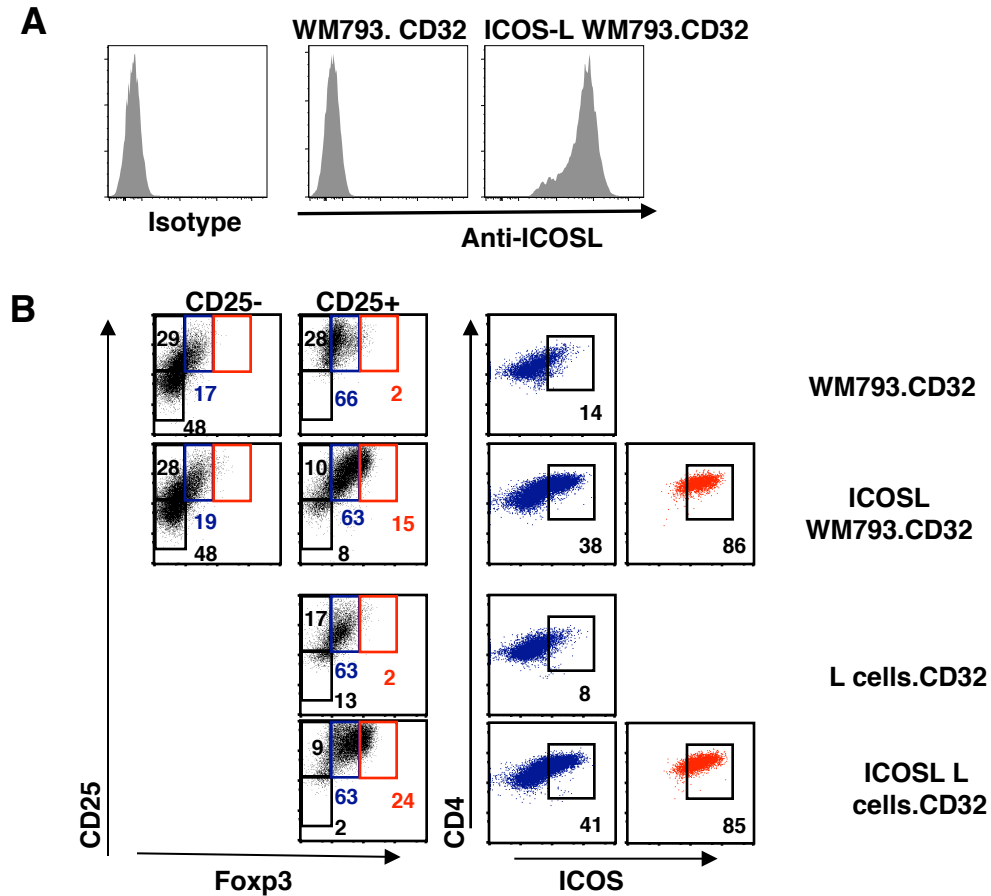 A
WM793. CD32 ICOS-L WM793.CD32
Isotype
Anti-ICOSL
B
CD25- CD25+
29
17
48
28
66
2
14
WM793.CD32
28
19
48
10
63
15
8
38
86
ICOSL
WM793.CD32
17
63
2
13
8
L cells.CD32
9
63
24
2
41
85
ICOSL L
cells.CD32
CD25
CD4
Foxp3
ICOS